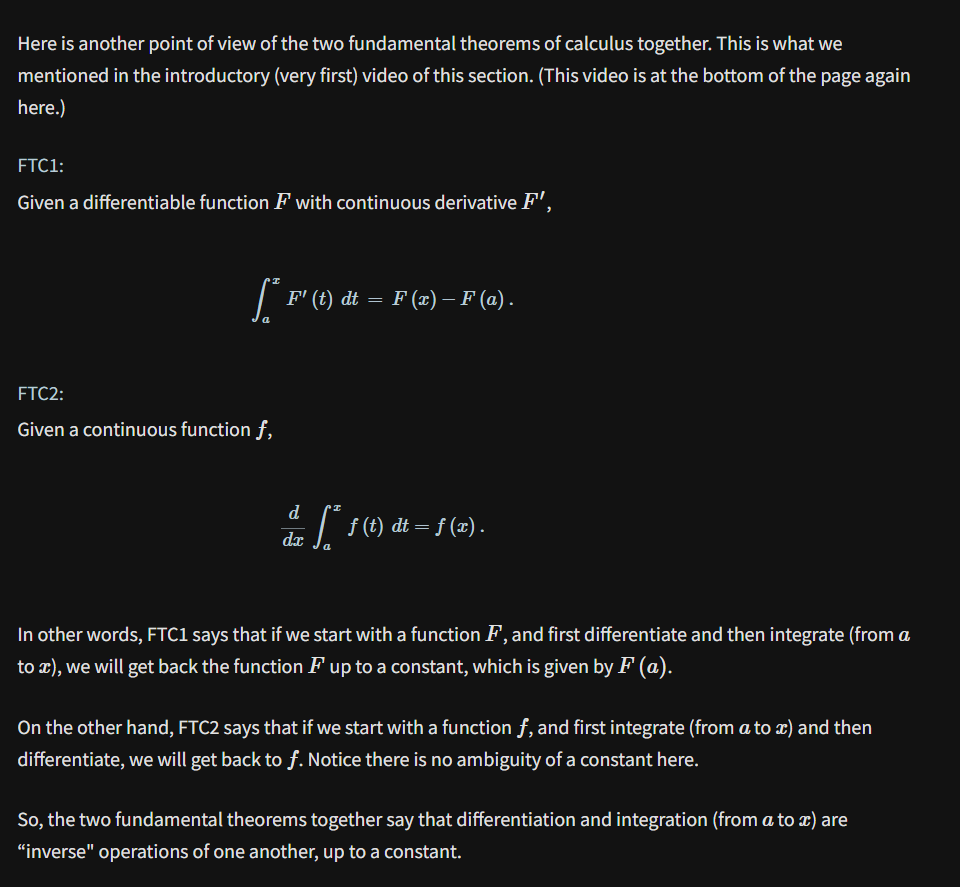 Here is another point of view of the two fundamental theorems of calculus together. This is what we
mentioned in the introductory (very first) video of this section. (This video is at the bottom of the page again
here.)
FTC1:
Given a differentiable function F with continuous derivative F′,
∫ₐˣ F′ (t) dt = F (x) – F (a) .
FTC2:
Given a continuous function f,
d/dx ∫ₐˣ f (t) dt = f (x) .
In other words, FTC1 says that if we start with a function F, and first differentiate and then integrate (from a
to x), we will get back the function F up to a constant, which is given by F (a).
On the other hand, FTC2 says that if we start with a function f, and first integrate (from a to x) and then
differentiate, we will get back to f. Notice there is no ambiguity of a constant here.
So, the two fundamental theorems together say that differentiation and integration (from a to x) are
“inverse" operations of one another, up to a constant.